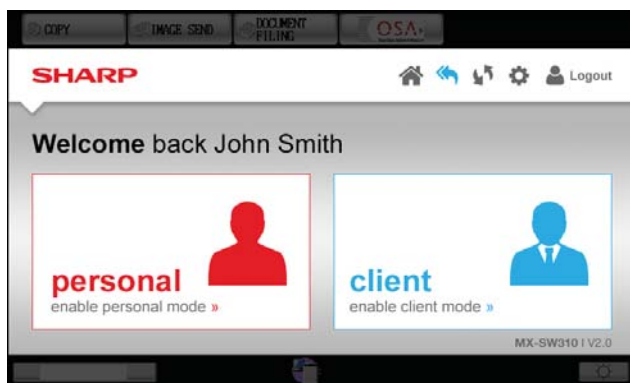 COPY
IMAGE SEND
DOCUMENT
FILING
OSA
SHARP
Logout
Welcome back John Smith
personal
enable personal mode »
client
enable client mode »
MX-SW310 I V2.0